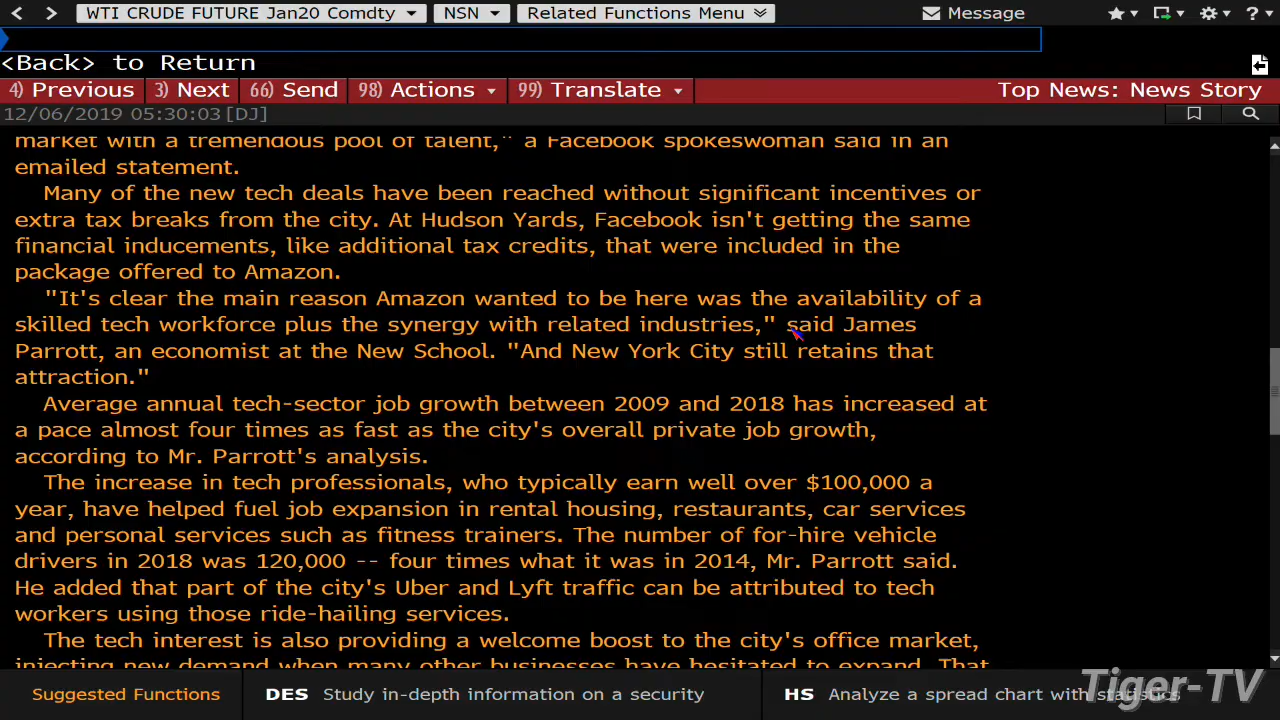 WTI CRUDE FUTURE Jan20 Comdty NSN Related Functions Menu Message ?
<Back> to Return
4) Previous 3) Next 66) Send 98) Actions 99) Translate Top News: News Story
12/06/2019 05:30:03[DJ]
market with a tremendous pool of talent," a Facebook spokeswoman said in an
emailed statement.
Many of the new tech deals have been reached without significant incentives or
extra tax breaks from the city. At Hudson Yards, Facebook isn't getting the same
financial inducements, like additional tax credits, that were included in the
package offered to Amazon.
"It's clear the main reason Amazon wanted to be here was the availability of a
skilled tech workforce plus the synergy with related industries," said James
Parrott, an economist at the New School. "And New York City still retains that
attraction."
Average annual tech-sector job growth between 2009 and 2018 has increased at
a pace almost four times as fast as the city's overall private job growth,
according to Mr. Parrott's analysis.
The increase in tech professionals, who typically earn well over $100,000 a
year, have helped fuel job expansion in rental housing, restaurants, car services
and personal services such as fitness trainers. The number of for-hire vehicle
drivers in 2018 was 120,000 -- four times what it was in 2014, Mr. Parrott said.
He added that part of the city's Uber and Lyft traffic can be attributed to tech
workers using those ride-hailing services.
The tech interest is also providing a welcome boost to the city's office market,
injecting new demand when many other businesses have hesitated to expand. That
Suggested Functions DES Study in-depth information on a security HS Analyze a spread chart with statistics
Tiger-TV